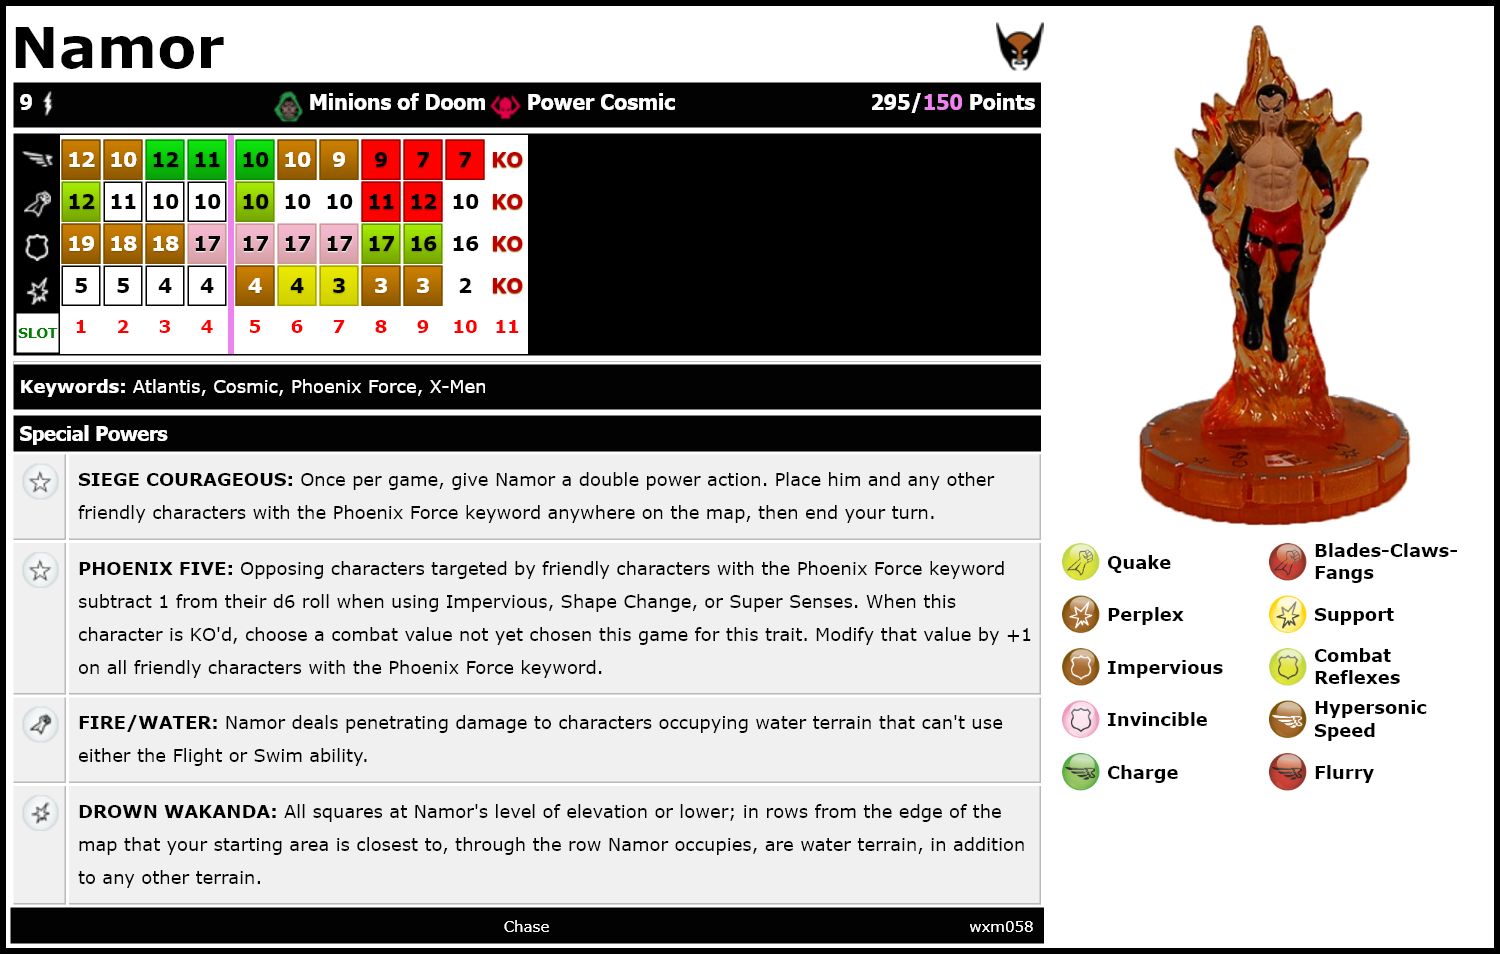 Namor
9 Minions of Doom Power Cosmic 295/150 Points
12 10 12 11 10 10 9 9 7 7 KO
12 11 10 10 10 10 10 11 12 10 KO
19 18 18 17 17 17 17 17 16 16 KO
5 5 4 4 4 4 3 3 3 2 KO
SLOT 1 2 3 4 5 6 7 8 9 10 11
Keywords: Atlantis, Cosmic, Phoenix Force, X-Men
Special Powers
SIEGE COURAGEOUS: Once per game, give Namor a double power action. Place him and any other
friendly characters with the Phoenix Force keyword anywhere on the map, then end your turn.
PHOENIX FIVE: Opposing characters targeted by friendly characters with the Phoenix Force keyword
subtract 1 from their d6 roll when using Impervious, Shape Change, or Super Senses. When this
character is KO'd, choose a combat value not yet chosen this game for this trait. Modify that value by +1
on all friendly characters with the Phoenix Force keyword.
FIRE/WATER: Namor deals penetrating damage to characters occupying water terrain that can't use
either the Flight or Swim ability.
DROWN WAKANDA: All squares at Namor's level of elevation or lower; in rows from the edge of the
map that your starting area is closest to, through the row Namor occupies, are water terrain, in addition
to any other terrain.
Chase wxm058
Quake
Blades-Claws-
Fangs
Perplex
Support
Impervious
Combat
Reflexes
Invincible
Hypersonic
Speed
Charge
Flurry